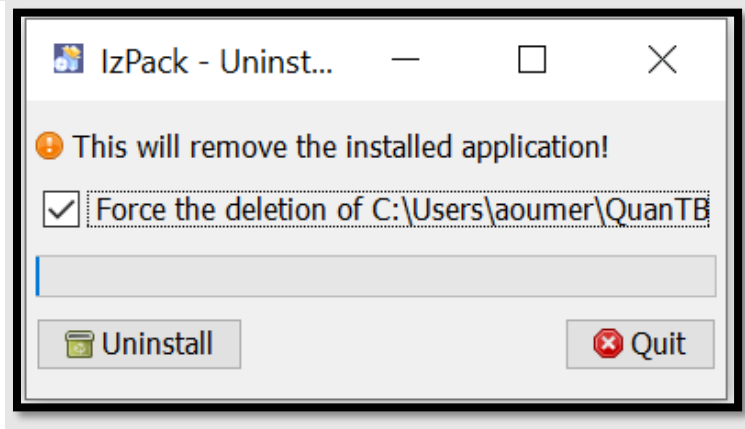 IzPack - Uninst...
This will remove the installed application!
Force the deletion of C:\Users\aoumer\QuanTB
Uninstall
Quit